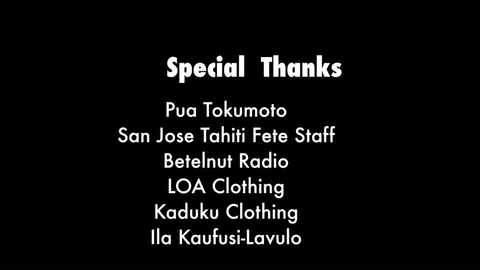 Special Thanks
Pua Tokumoto
San Jose Tahiti Fete Staff
Betelnut Radio
LOA Clothing
Kaduku Clothing
Ila Kaufusi-Lavulo